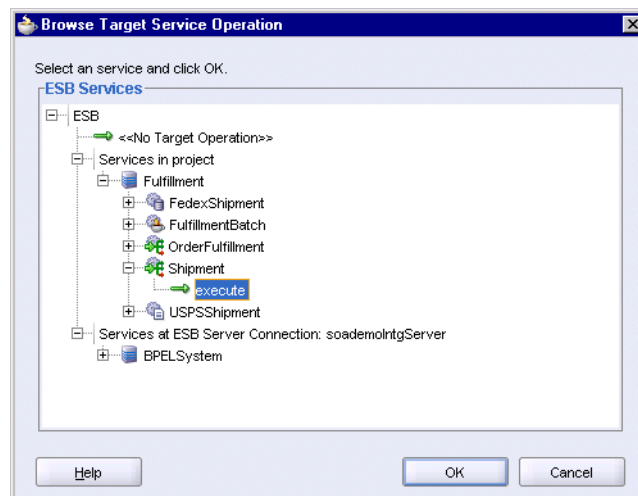 Browse Target Service Operation
Select an service and click OK.
ESB Services
ESB
<<No Target Operation>>
Services in project
Fulfillment
FedexShipment
FulfillmentBatch
OrderFulfillment
Shipment
execute
USPSShipment
Services at ESB Server Connection: soademoIntgServer
BPELSystem
Help
OK
Cancel